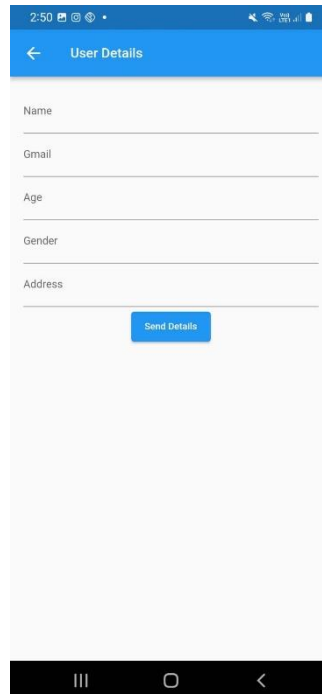 2:50
User Details
Name
Gmail
Age
Gender
Address
Send Details